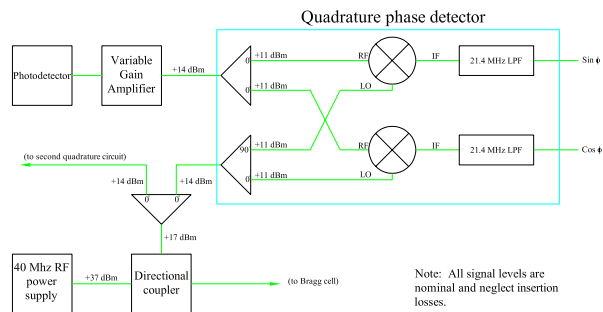 Quadrature phase detector
Photodetector
Variable
Gain
Amplifier
+14 dBm
0
0
+11 dBm
+11 dBm
RF
LO
IF
21.4 MHz LPF
Sin ϕ
90
0
+11 dBm
+11 dBm
RF
LO
IF
21.4 MHz LPF
Cos ϕ
(to second quadrature circuit)
+14 dBm
+14 dBm
0
0
+17 dBm
40 Mhz RF
power
supply
+37 dBm
Directional
coupler
(to Bragg cell)
Note: All signal levels are
nominal and neglect insertion
losses.